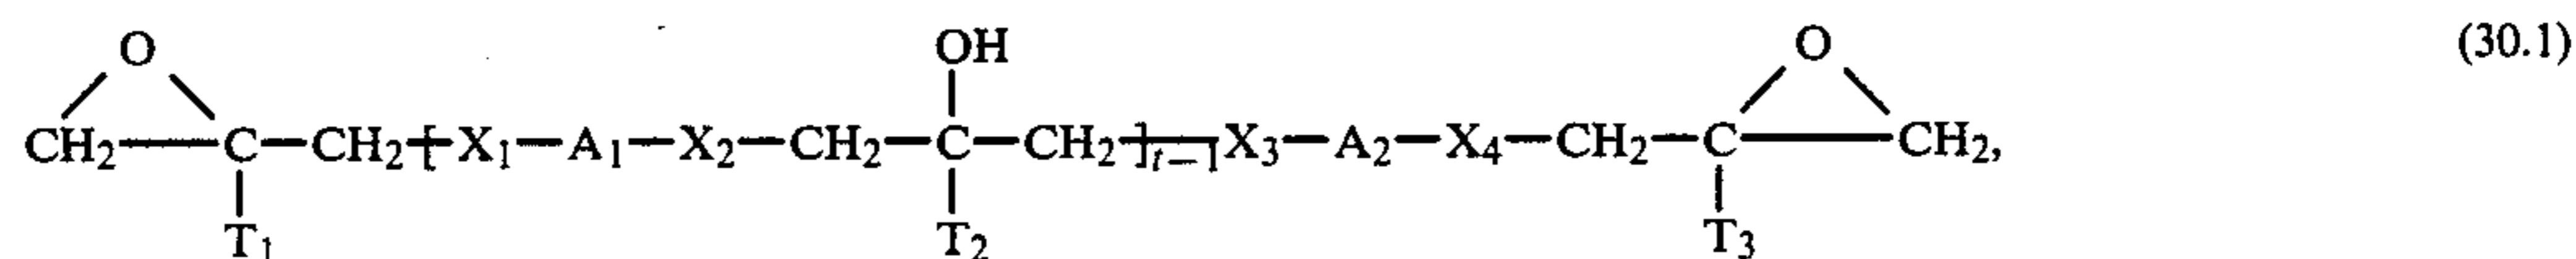 O OH O (30.1)
CH₂—C—CH₂—[X₁—A₁—X₂—CH₂—C—CH₂]ₜ₋₁X₃—A₂—X₄—CH₂—C—CH₂,
T₁ T₂ T₃